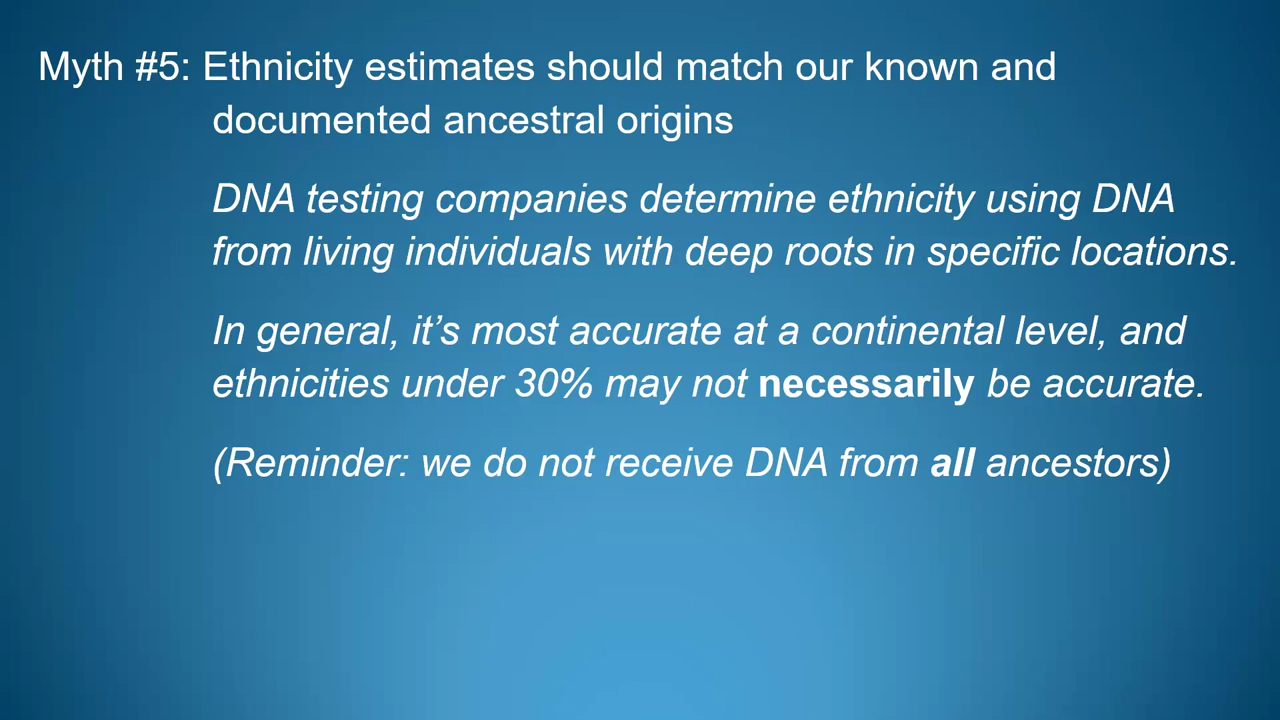 Myth #5: Ethnicity estimates should match our known and
documented ancestral origins
DNA testing companies determine ethnicity using DNA
from living individuals with deep roots in specific locations.
In general, it’s most accurate at a continental level, and
ethnicities under 30% may not necessarily be accurate.
(Reminder: we do not receive DNA from all ancestors)